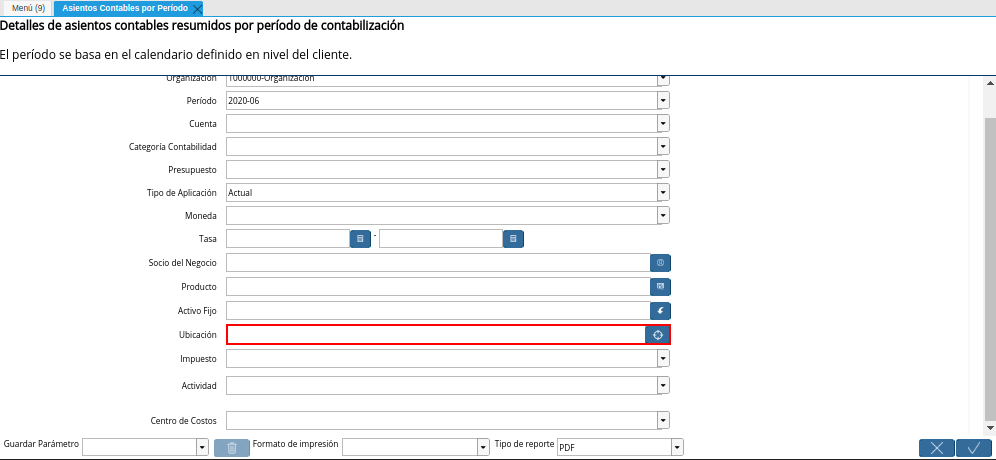 Menú (9) Asientos Contables por Período
Detalles de asientos contables resumidos por período de contabilización
El período se basa en el calendario definido en nivel del cliente.
Organización 1000000-Organización
Período 2020-06
Cuenta
Categoría Contabilidad
Presupuesto
Tipo de Aplicación Actual
Moneda
Tasa -
Socio del Negocio
Producto
Activo Fijo
Ubicación
Impuesto
Actividad
Centro de Costos
Guardar Parámetro Formato de impresión Tipo de reporte PDF